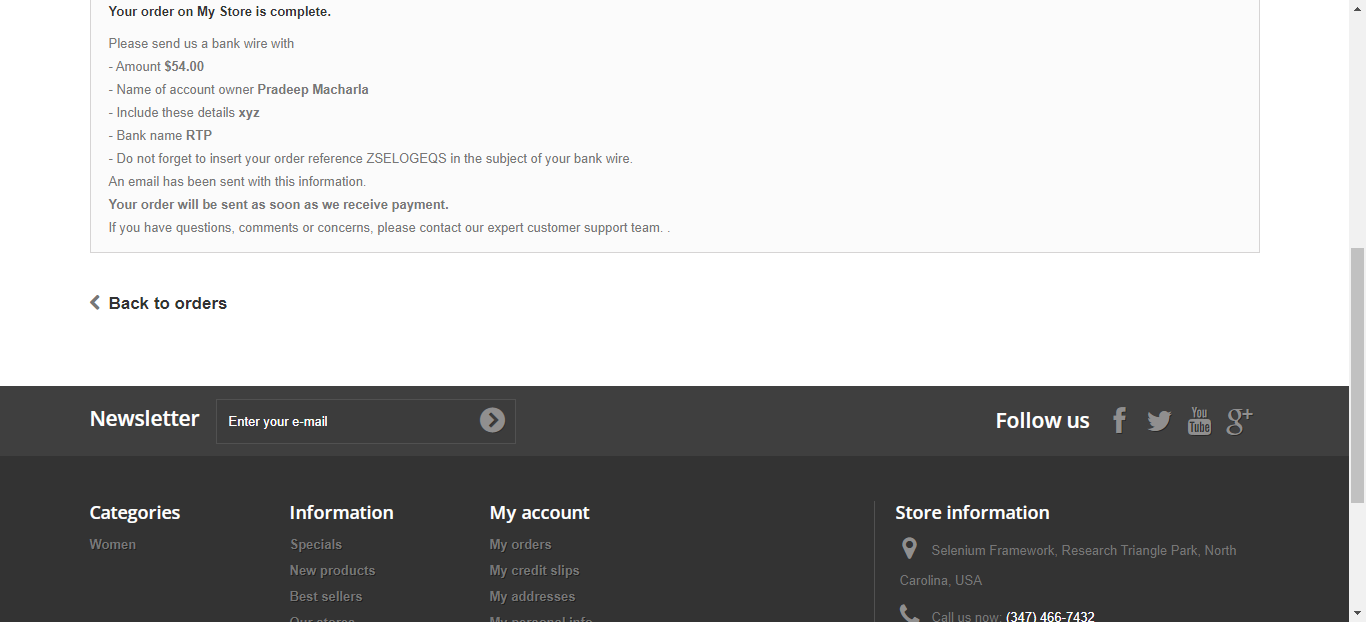 Your order on My Store is complete.
Please send us a bank wire with
- Amount $54.00
- Name of account owner Pradeep Macharla
- Include these details xyz
- Bank name RTP
- Do not forget to insert your order reference ZSELOGEQS in the subject of your bank wire.
An email has been sent with this information.
Your order will be sent as soon as we receive payment.
If you have questions, comments or concerns, please contact our expert customer support team. .
Back to orders
Newsletter
Enter your e-mail
Follow us
You Tube
g+
Categories
Women
Information
Specials
New products
Best sellers
Our stores
My account
My orders
My credit slips
My addresses
My personal info
Store information
Selenium Framework, Research Triangle Park, North
Carolina, USA
Call us now: (347) 466-7432